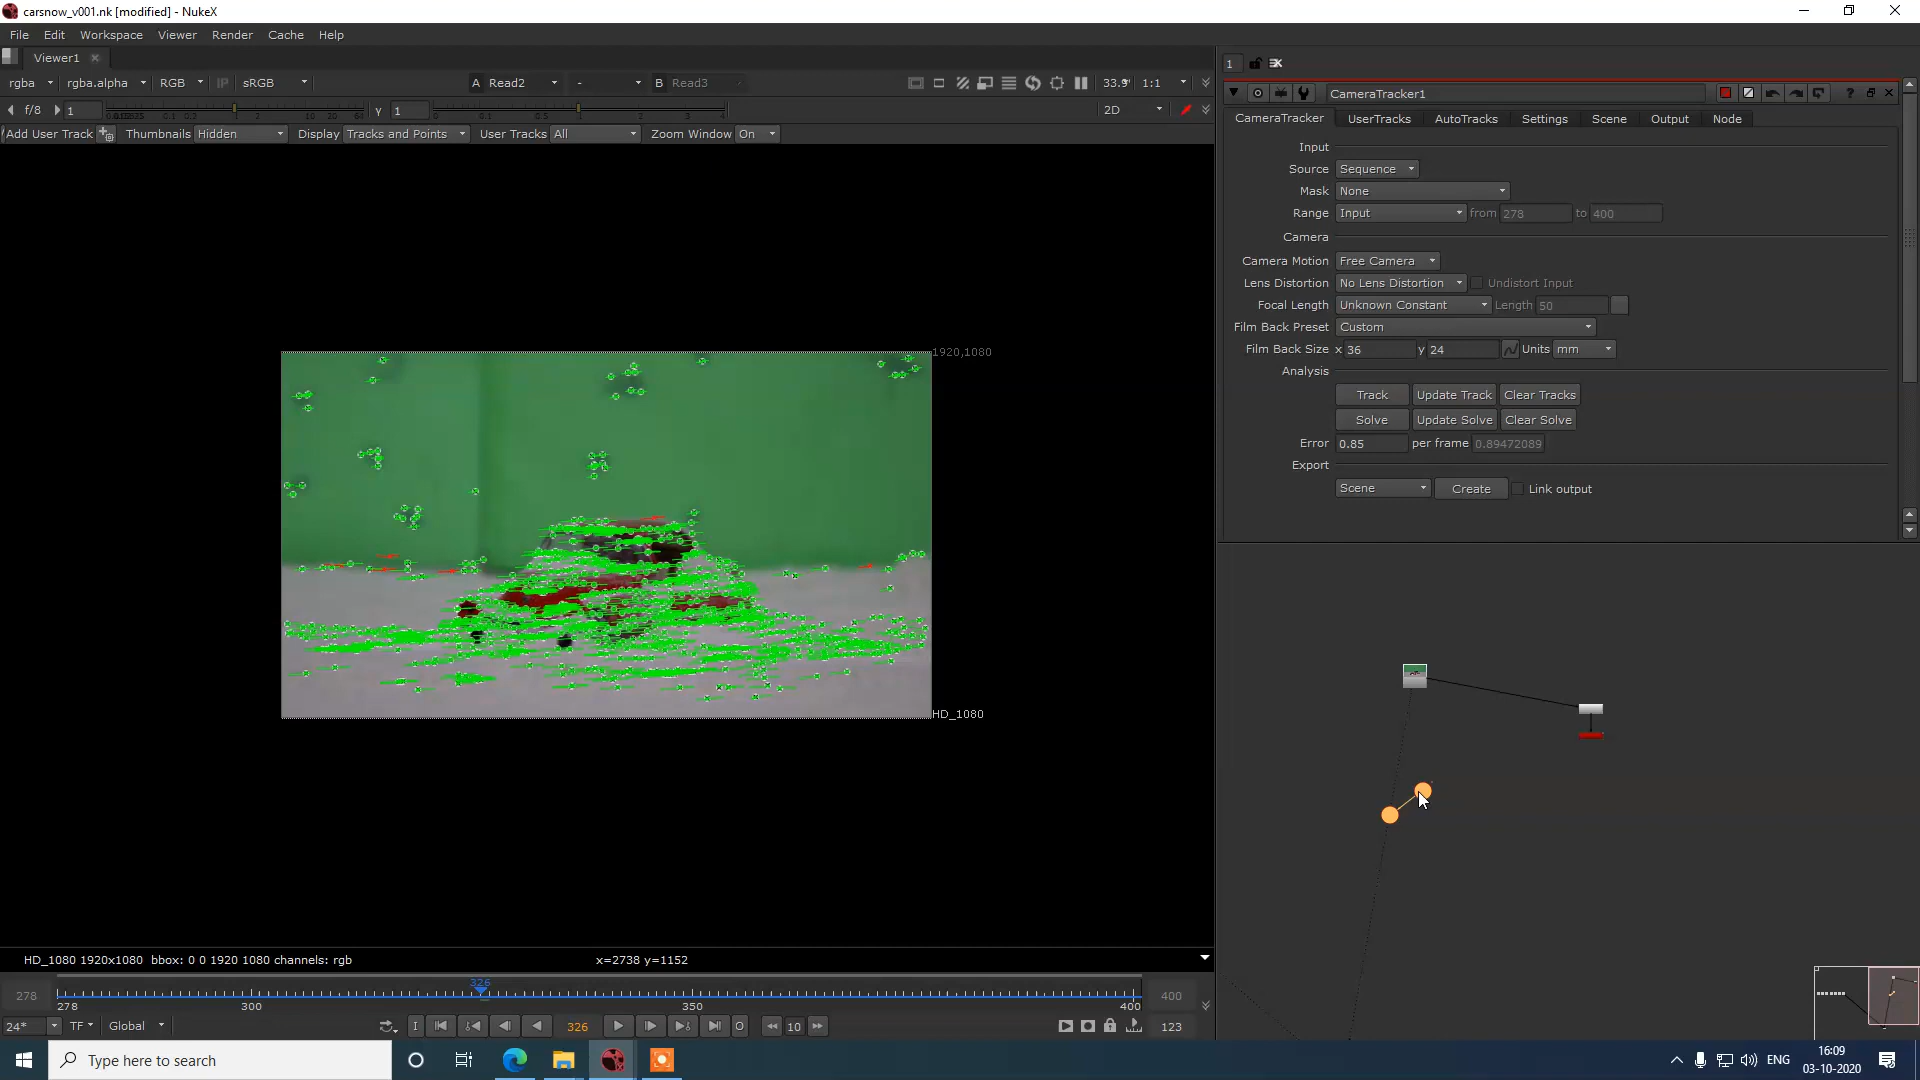 carsnow_v001.nk [modified] - NukeX
File Edit Workspace Viewer Render Cache Help
Viewer1
rgba rgba.alpha RGB IP sRGB A Read2 - B Read3 33.9 1:1
f/8 1 γ 1 2D
Add User Track Thumbnails Hidden Display Tracks and Points User Tracks All Zoom Window On
1920,1080
HD_1080
HD_1080 1920x1080 bbox: 0 0 1920 1080 channels: rgb x=2738 y=1152
278 278 300 326 350 400 400
24* TF Global I 326 O 10 123
1
CameraTracker1
CameraTracker UserTracks AutoTracks Settings Scene Output Node
Input
Source Sequence
Mask None
Range Input from 278 to 400
Camera
Camera Motion Free Camera
Lens Distortion No Lens Distortion Undistort Input
Focal Length Unknown Constant Length 50
Film Back Preset Custom
Film Back Size x 36 y 24 Units mm
Analysis
Track Update Track Clear Tracks
Solve Update Solve Clear Solve
Error 0.85 per frame 0.89472089
Export
Scene Create Link output
Type here to search
ENG
16:09
03-10-2020